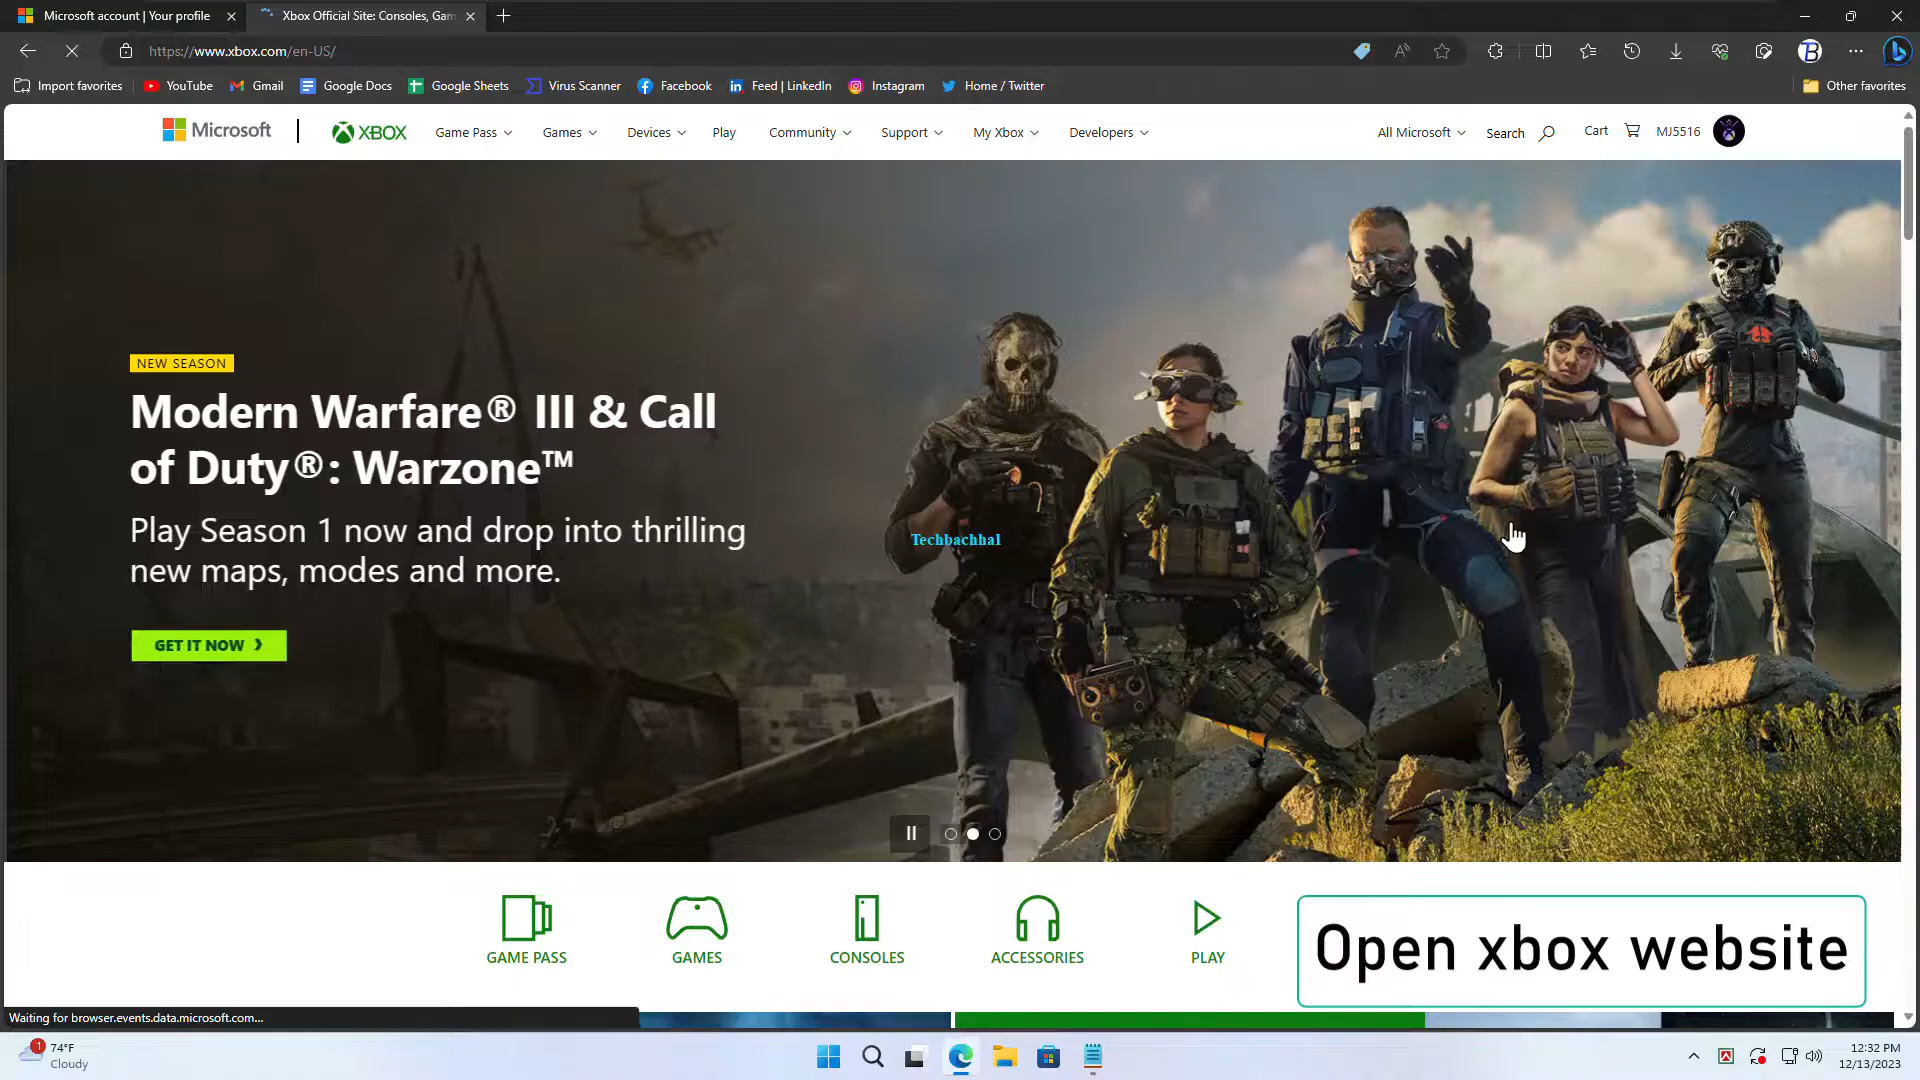 Microsoft account | Your profile
Xbox Official Site: Consoles, Gam
https://www.xbox.com/en-US/
Import favorites
YouTube
Gmail
Google Docs
Google Sheets
Virus Scanner
Facebook
Feed | LinkedIn
Instagram
Home / Twitter
Other favorites
Microsoft
XBOX
Game Pass
Games
Devices
Play
Community
Support
My Xbox
Developers
All Microsoft
Search
Cart
MJ5516
NEW SEASON
Modern Warfare® III & Call
of Duty®: Warzone™
Play Season 1 now and drop into thrilling
new maps, modes and more.
GET IT NOW
Techbachhal
GAME PASS
GAMES
CONSOLES
ACCESSORIES
PLAY
Open xbox website
Waiting for browser.events.data.microsoft.com...
1
74°F
Cloudy
12:32 PM
12/13/2023